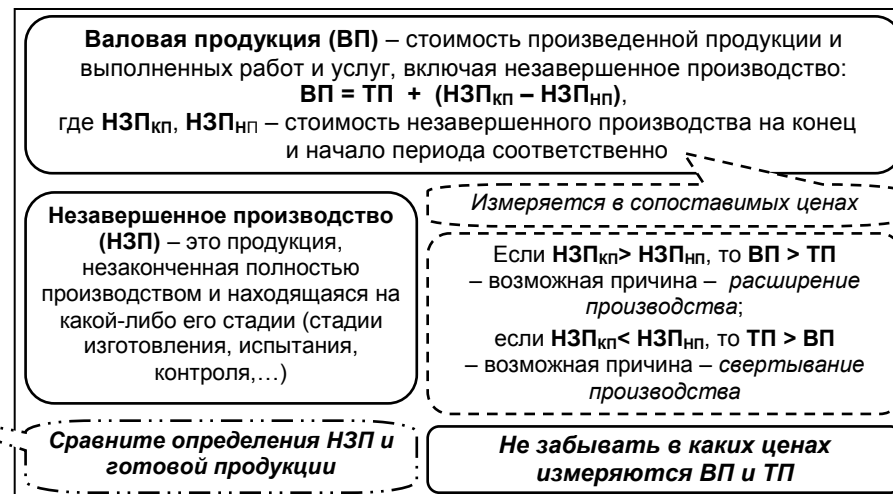 Валовая продукция (ВП) – стоимость произведенной продукции и
выполненных работ и услуг, включая незавершенное производство:
ВП = ТП + (НЗПКП – НЗПНП),
где НЗПКП, НЗПНП – стоимость незавершенного производства на конец
и начало периода соответственно
Измеряется в сопоставимых ценах
Незавершенное производство
(НЗП) – это продукция,
незаконченная полностью
производством и находящаяся на
какой-либо его стадии (стадии
изготовления, испытания,
контроля,…)
Если НЗПКП> НЗПНП, то ВП > ТП
– возможная причина – расширение
производства;
если НЗПКП< НЗПНП, то ТП > ВП
– возможная причина – свертывание
производства
Сравните определения НЗП и
готовой продукции
Не забывать в каких ценах
измеряются ВП и ТП